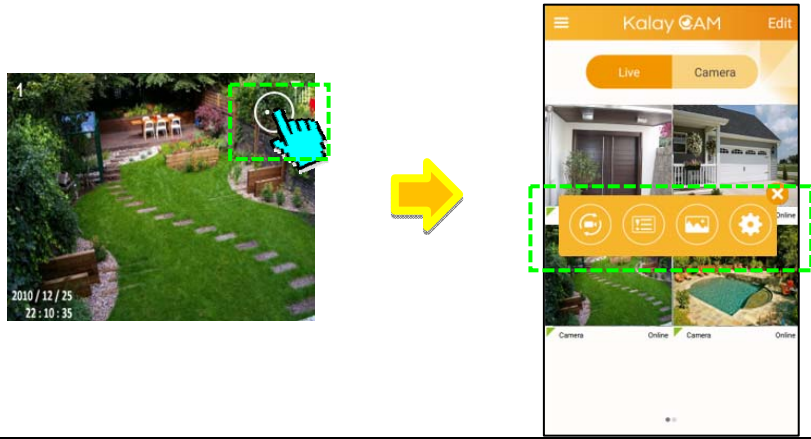 1
2010 / 12 / 25
22 : 10 : 35
Kalay CAM
Edit
Live
Camera
Online
Camera
Online
Camera
Online